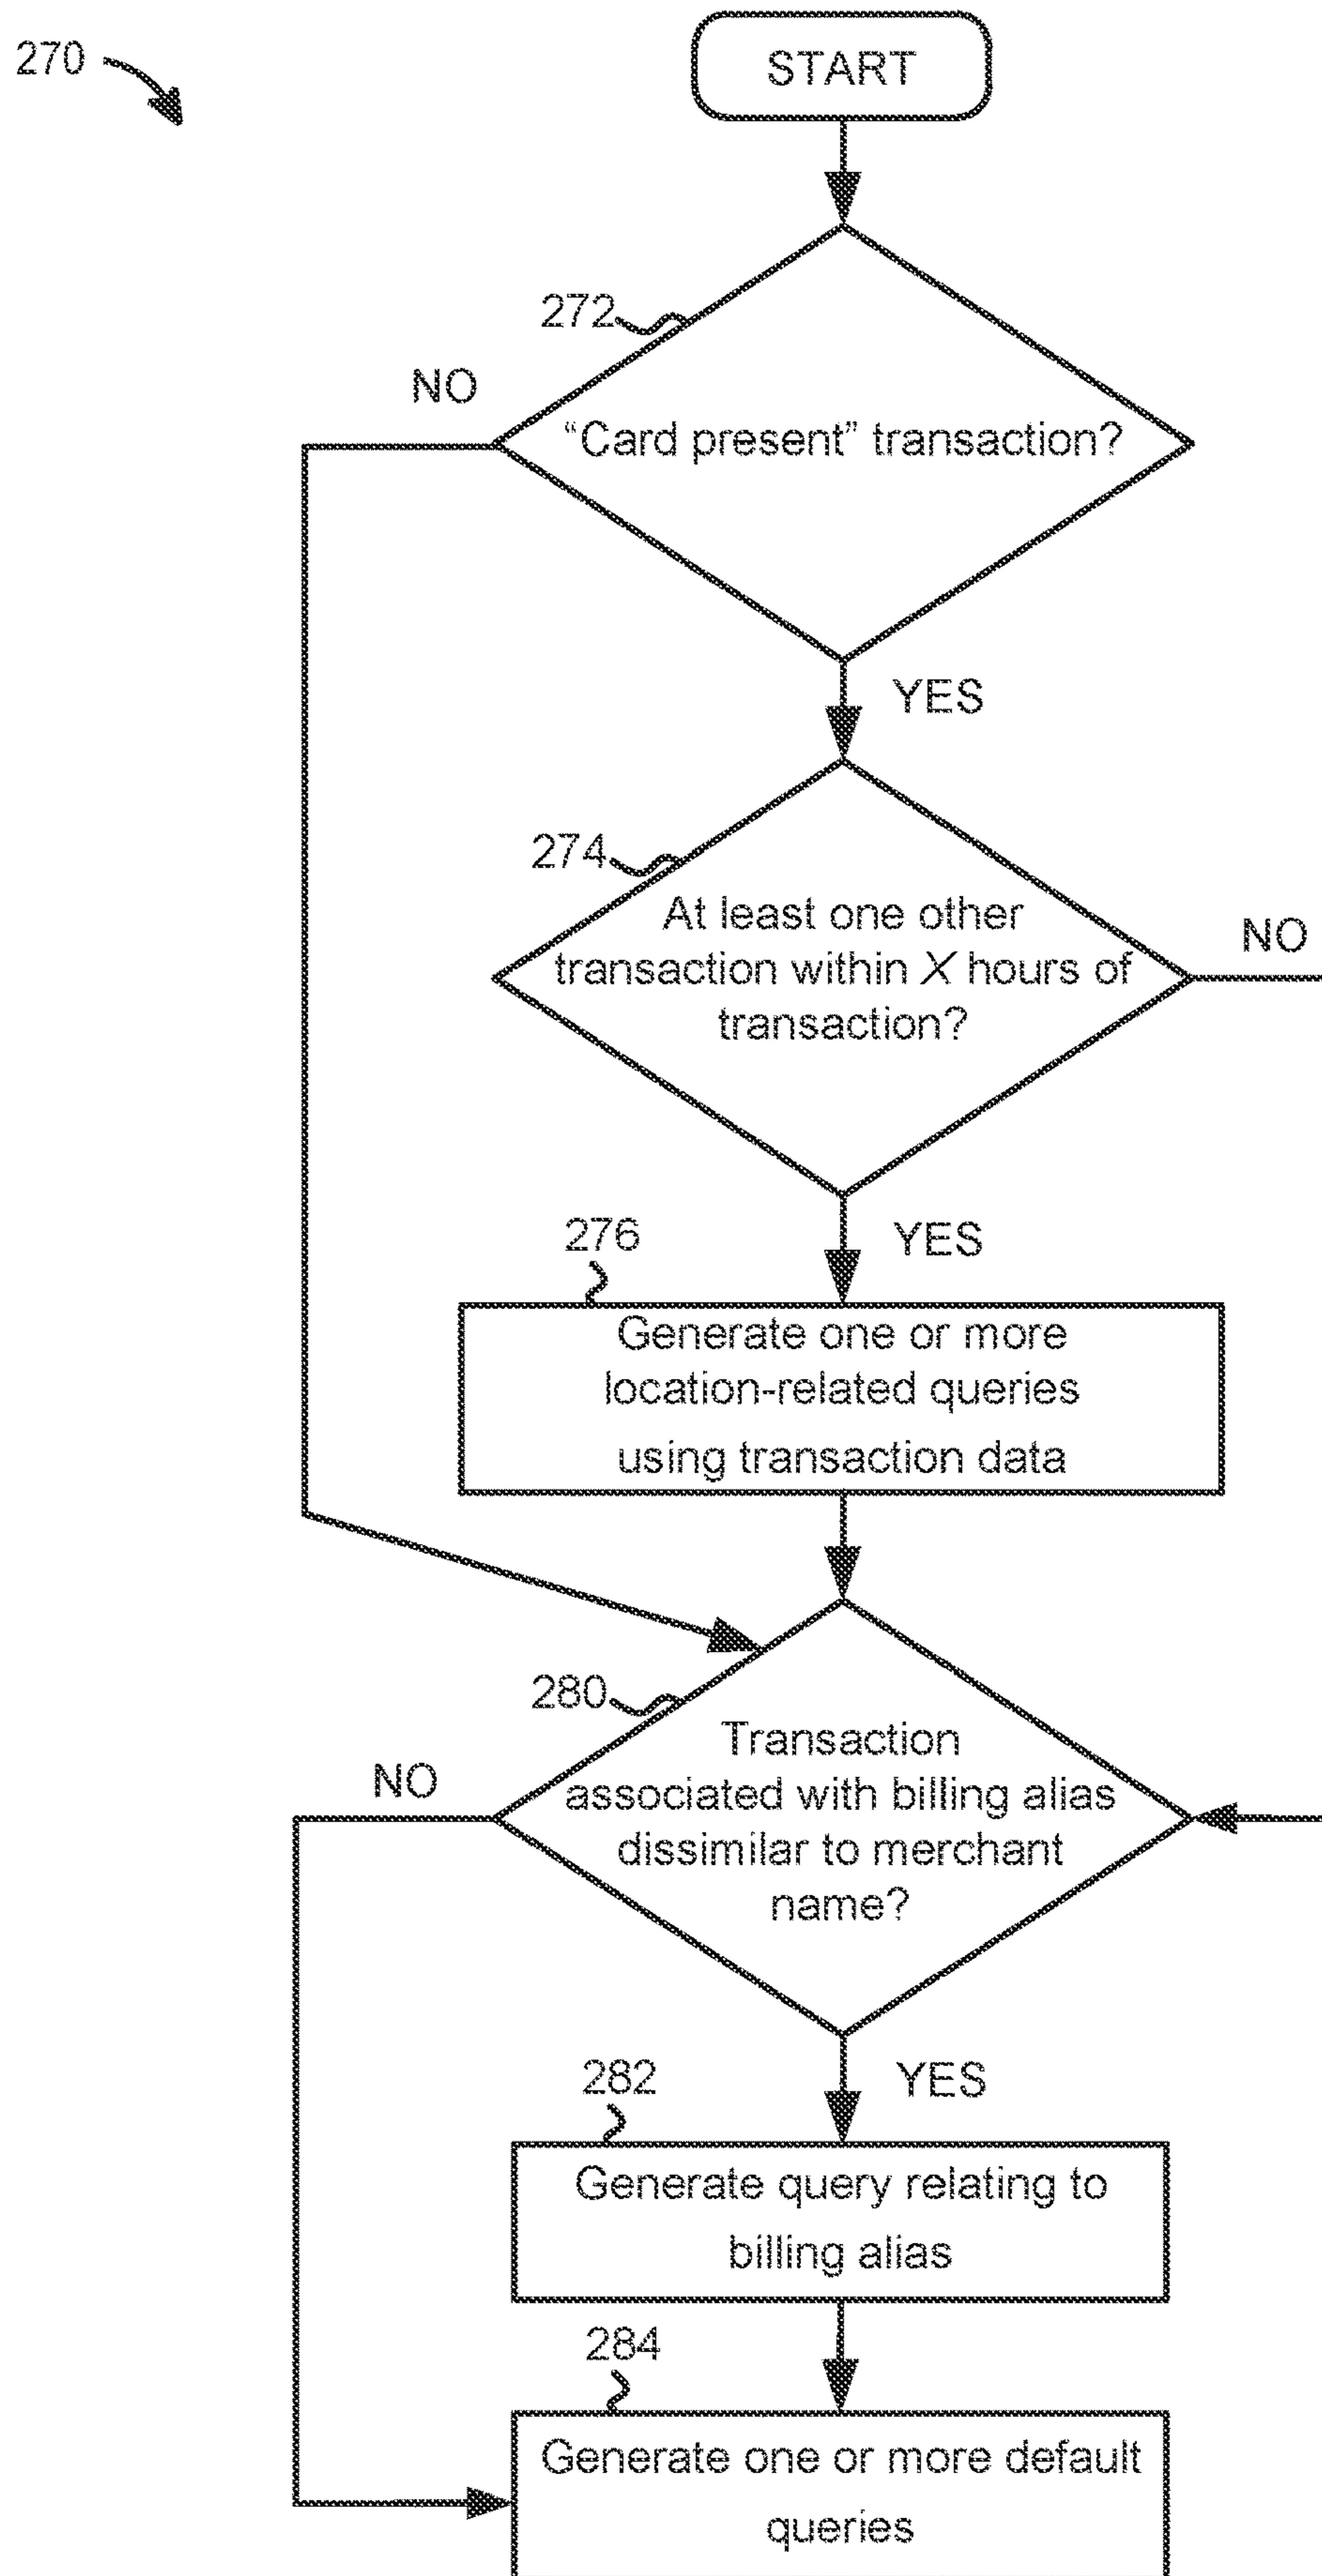 270
START
272
NO
“Card present” transaction?
YES
274
At least one other
transaction within X hours of
transaction?
NO
276
YES
Generate one or more
location-related queries
using transaction data
280
Transaction
associated with billing alias
dissimilar to merchant
name?
NO
282
YES
Generate query relating to
billing alias
284
Generate one or more default
queries